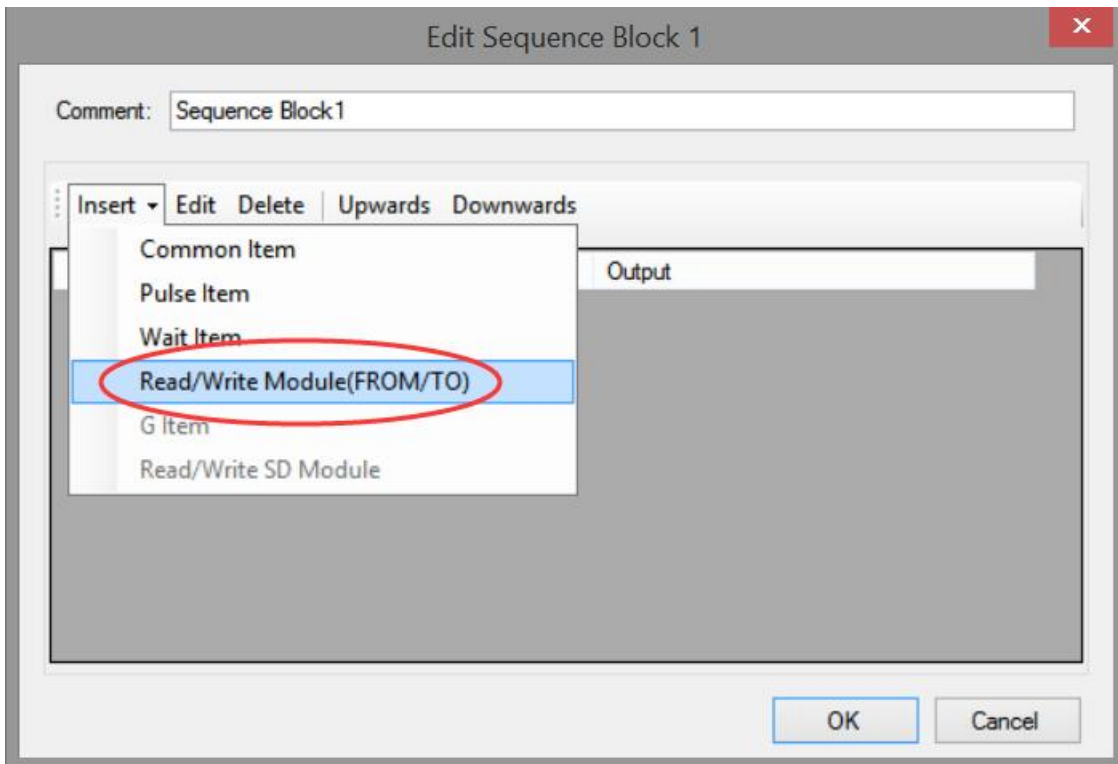 Edit Sequence Block 1
Comment: Sequence Block1
Insert Edit Delete Upwards Downwards
Common Item
Output
Pulse Item
Wait Item
Read/Write Module(FROM/TO)
G Item
Read/Write SD Module
OK Cancel